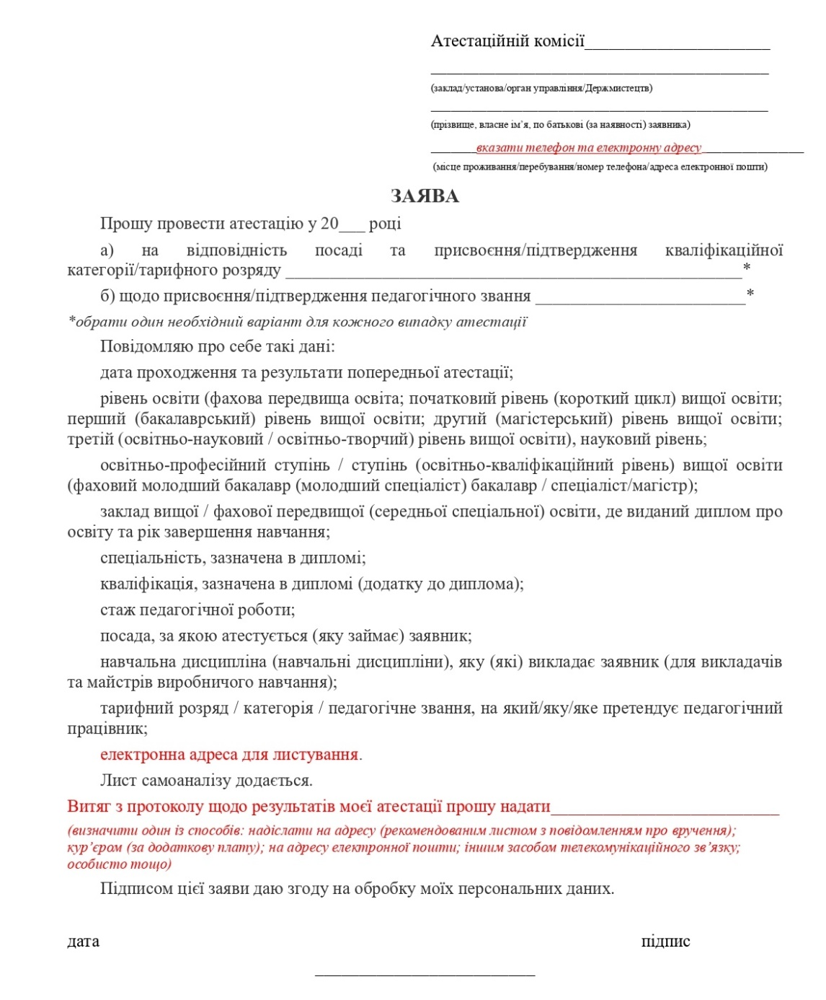 Атестаційній комісії_____________________
______________________________________
(заклад/установа/орган управління/Держмистецтв)
______________________________________
(прізвище, власне ім’я, по батькові (за наявності) заявника)
_____вказати телефон та електронну адресу___________
(місце проживання/перебування/номер телефона/адреса електронної пошти)
ЗАЯВА
Прошу провести атестацію у 20___ році
а) на відповідність посаді та присвоєння/підтвердження кваліфікаційної
категорії/тарифного розряду ____________________________________________________*
б) щодо присвоєння/підтвердження педагогічного звання ________________________*
*обрати один необхідний варіант для кожного випадку атестації
Повідомляю про себе такі дані:
дата проходження та результати попередньої атестації;
рівень освіти (фахова передвища освіта; початковий рівень (короткий цикл) вищої освіти;
перший (бакалаврський) рівень вищої освіти; другий (магістерський) рівень вищої освіти;
третій (освітньо-науковий / освітньо-творчий) рівень вищої освіти), науковий рівень;
освітньо-професійний ступінь / ступінь (освітньо-кваліфікаційний рівень) вищої освіти
(фаховий молодший бакалавр (молодший спеціаліст) бакалавр / спеціаліст/магістр);
заклад вищої / фахової передвищої (середньої спеціальної) освіти, де виданий диплом про
освіту та рік завершення навчання;
спеціальність, зазначена в дипломі;
кваліфікація, зазначена в дипломі (додатку до диплома);
стаж педагогічної роботи;
посада, за якою атестується (яку займає) заявник;
навчальна дисципліна (навчальні дисципліни), яку (які) викладає заявник (для викладачів
та майстрів виробничого навчання);
тарифний розряд / категорія / педагогічне звання, на який/яку/яке претендує педагогічний
працівник;
електронна адреса для листування.
Лист самоаналізу додається.
Витяг з протоколу щодо результатів моєї атестації прошу надати__________________________
(визначити один із способів: надіслати на адресу (рекомендованим листом з повідомленням про вручення);
кур’єром (за додаткову плату); на адресу електронної пошти; іншим засобом телекомунікаційного зв’язку;
особисто тощо)
Підписом цієї заяви даю згоду на обробку моїх персональних даних.
дата підпис
_________________________